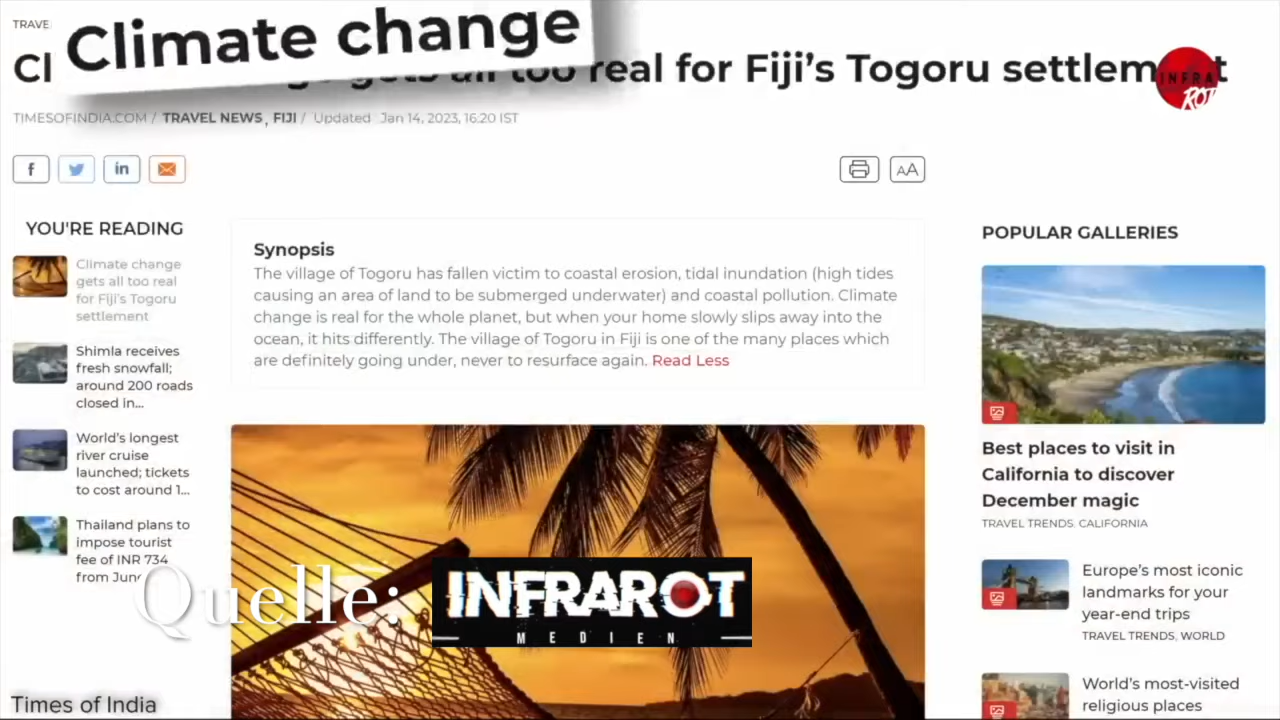 TRAVE
Climate change
Cl
gets all too real for Fiji's Togoru settlement
INFRA
ROT
TIMESOFINDIA.COM / TRAVEL NEWS, FIJI / Updated Jan 14, 2023, 16:20 IST
f
in
AA
YOU'RE READING
Climate change
gets all too real
for Fiji's Togoru
settlement
Shimla receives
fresh snowfall;
around 200 roads
closed in...
World's longest
river cruise
launched; tickets
to cost around 1...
Thailand plans to
impose tourist
fee of INR 734
from June
Synopsis
The village of Togoru has fallen victim to coastal erosion, tidal inundation (high tides
causing an area of land to be submerged underwater) and coastal pollution. Climate
change is real for the whole planet, but when your home slowly slips away into the
ocean, it hits differently. The village of Togoru in Fiji is one of the many places which
are definitely going under, never to resurface again. Read Less
POPULAR GALLERIES
Best places to visit in
California to discover
December magic
TRAVEL TRENDS, CALIFORNIA
Europe's most iconic
landmarks for your
year-end trips
TRAVEL TRENDS, WORLD
World's most-visited
religious places
Quelle:
INFRAROT
MEDIEN
Times of India